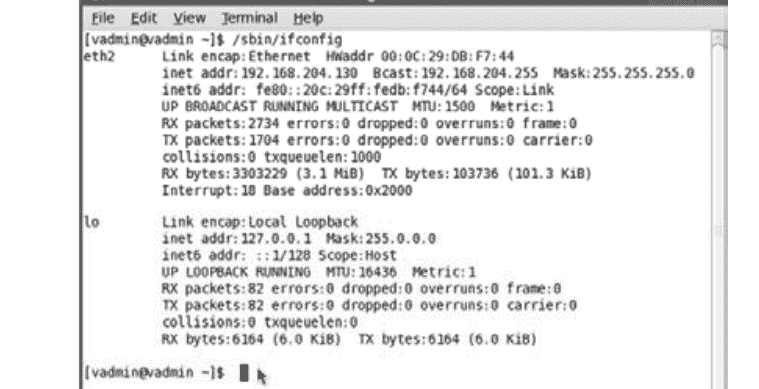 File Edit View Terminal Help
[vadmin@vadmin ~]$ /sbin/ifconfig
eth2 Link encap:Ethernet HWaddr 00:0C:29:DB:F7:44
inet addr:192.168.204.130 Bcast:192.168.204.255 Mask:255.255.255.0
inet6 addr: fe80::20c:29ff:fedb:f744/64 Scope:Link
UP BROADCAST RUNNING MULTICAST MTU:1500 Metric:1
RX packets:2734 errors:0 dropped:0 overruns:0 frame:0
TX packets:1704 errors:0 dropped:0 overruns:0 carrier:0
collisions:0 txqueuelen:1000
RX bytes:3303229 (3.1 MiB) TX bytes:103736 (101.3 KiB)
Interrupt:18 Base address:0x2000
lo Link encap:Local Loopback
inet addr:127.0.0.1 Mask:255.0.0.0
inet6 addr: ::1/128 Scope:Host
UP LOOPBACK RUNNING MTU:16436 Metric:1
RX packets:82 errors:0 dropped:0 overruns:0 frame:0
TX packets:82 errors:0 dropped:0 overruns:0 carrier:0
collisions:0 txqueuelen:0
RX bytes:6164 (6.0 KiB) TX bytes:6164 (6.0 KiB)
[vadmin@vadmin ~]$